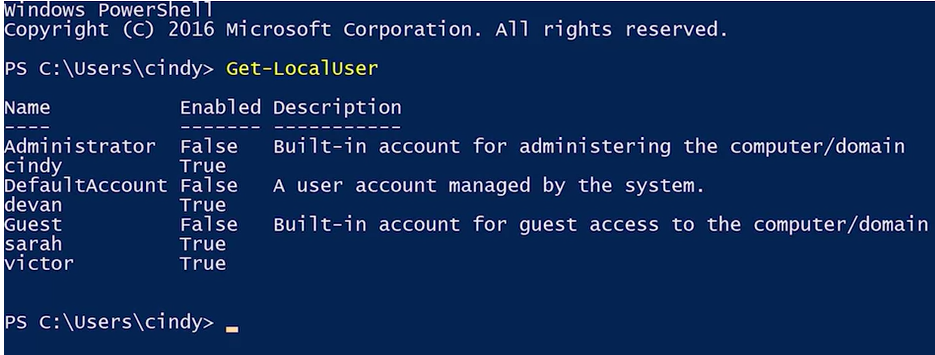 Windows PowerShell
Copyright (C) 2016 Microsoft Corporation. All rights reserved.
PS C:\Users\cindy> Get-LocalUser
Name Enabled Description
---- ------- -----------
Administrator False Built-in account for administering the computer/domain
cindy True
DefaultAccount False A user account managed by the system.
devan True
Guest False Built-in account for guest access to the computer/domain
sarah True
victor True
PS C:\Users\cindy>